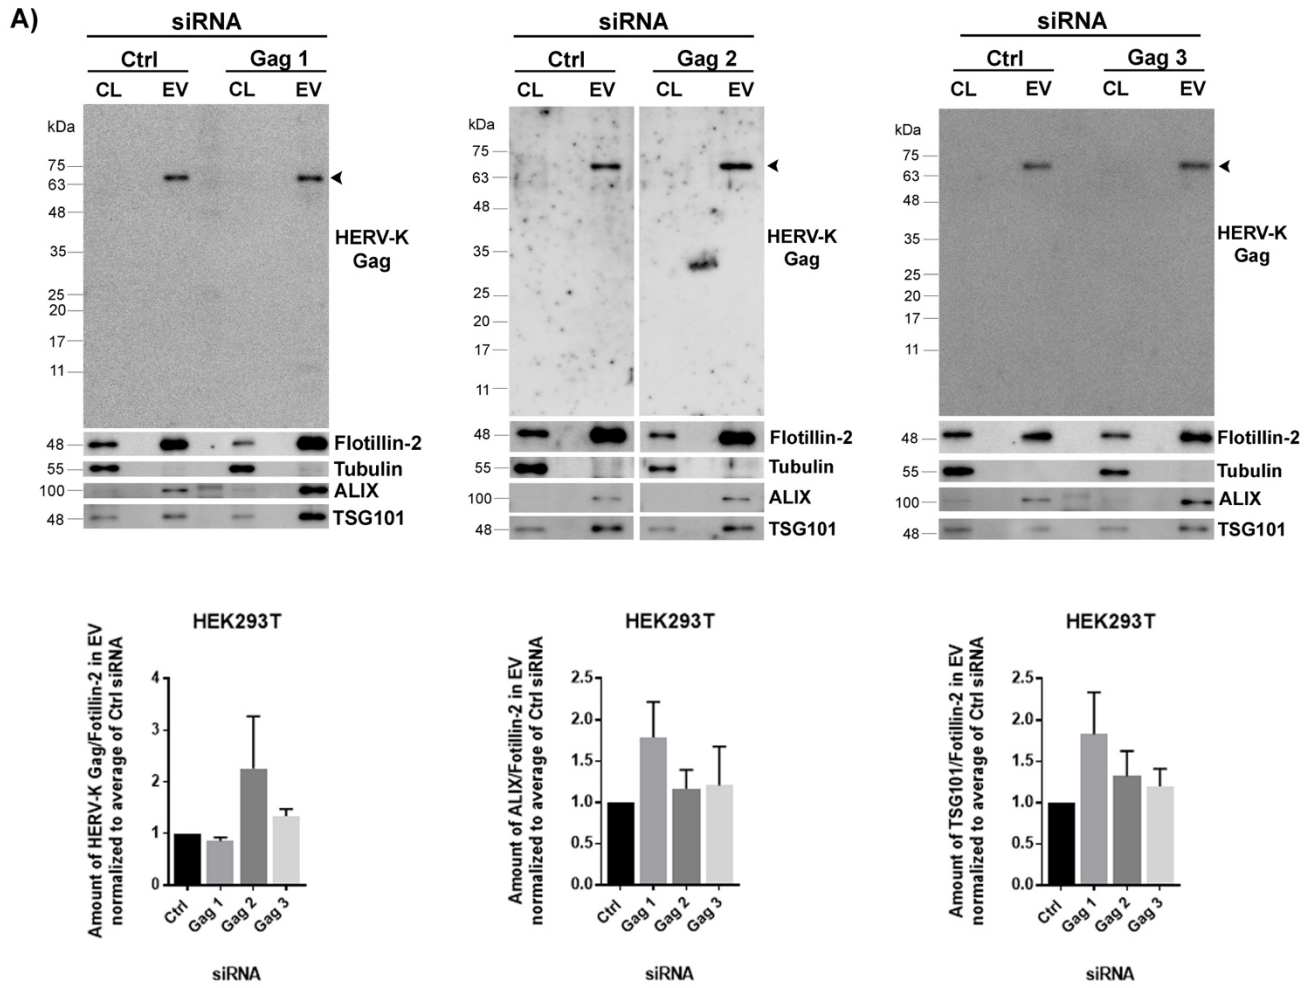 A)
siRNA
Ctrl Gag 1
CL EV CL EV
kDa
75
63
48
35
25
20
17
11
HERV-K
Gag
48 Flotillin-2
55 Tubulin
100 ALIX
48 TSG101
siRNA
Ctrl Gag 2
CL EV CL EV
kDa
75
63
48
35
25
20
17
11
HERV-K
Gag
48 Flotillin-2
55 Tubulin
100 ALIX
48 TSG101
siRNA
Ctrl Gag 3
CL EV CL EV
kDa
75
63
48
35
25
20
17
11
HERV-K
Gag
48 Flotillin-2
55 Tubulin
100 ALIX
48 TSG101
HEK293T
Amount of HERV-K Gag/Fotillin-2 in EV
normalized to average of Ctrl siRNA
4
3
2
1
0
Ctrl Gag 1 Gag 2 Gag 3
siRNA
HEK293T
Amount of ALIX/Fotillin-2 in EV
normalized to average of Ctrl siRNA
2.5
2.0
1.5
1.0
0.5
0.0
Ctrl Gag 1 Gag 2 Gag 3
siRNA
HEK293T
Amount of TSG101/Fotillin-2 in EV
normalized to average of Ctrl siRNA
2.5
2.0
1.5
1.0
0.5
0.0
Ctrl Gag 1 Gag 2 Gag 3
siRNA